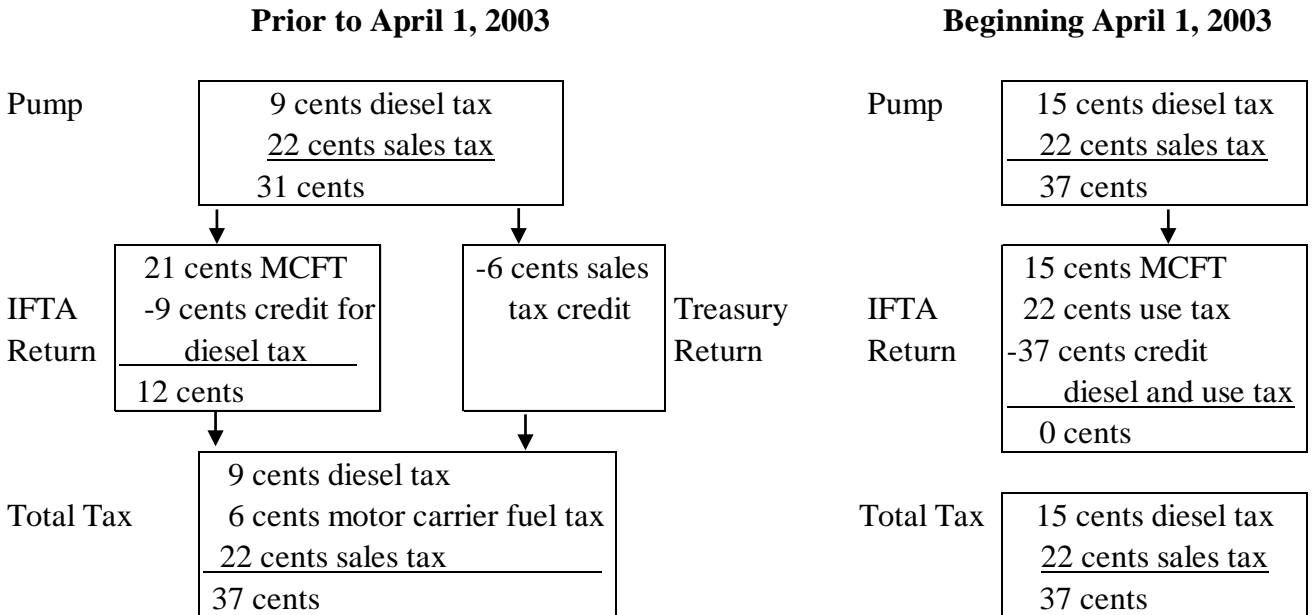 Prior to April 1, 2003
Pump
9 cents diesel tax
22 cents sales tax
31 cents
IFTA
Return
21 cents MCFT
-9 cents credit for
diesel tax
12 cents
-6 cents sales
tax credit
Treasury
Return
Total Tax
9 cents diesel tax
6 cents motor carrier fuel tax
22 cents sales tax
37 cents
Beginning April 1, 2003
Pump
15 cents diesel tax
22 cents sales tax
37 cents
IFTA
Return
15 cents MCFT
22 cents use tax
-37 cents credit
diesel and use tax
0 cents
Total Tax
15 cents diesel tax
22 cents sales tax
37 cents